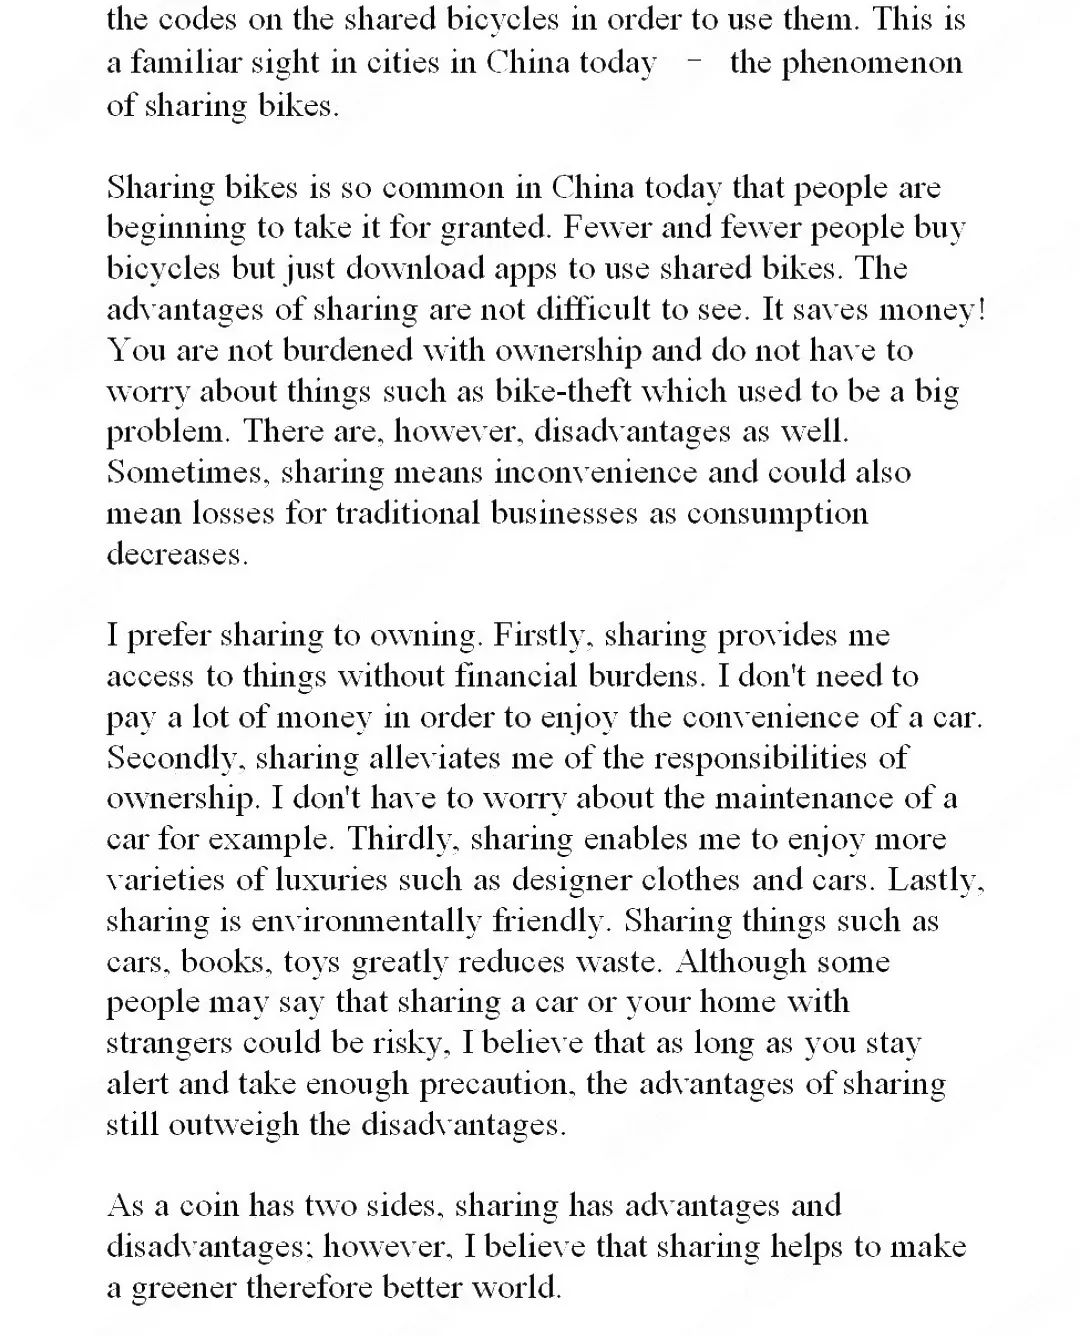 the codes on the shared bicycles in order to use them. This is
a familiar sight in cities in China today - the phenomenon
of sharing bikes.
Sharing bikes is so common in China today that people are
beginning to take it for granted. Fewer and fewer people buy
bicycles but just download apps to use shared bikes. The
advantages of sharing are not difficult to see. It saves money!
You are not burdened with ownership and do not have to
worry about things such as bike-theft which used to be a big
problem. There are, however, disadvantages as well.
Sometimes, sharing means inconvenience and could also
mean losses for traditional businesses as consumption
decreases.
I prefer sharing to owning. Firstly, sharing provides me
access to things without financial burdens. I don't need to
pay a lot of money in order to enjoy the convenience of a car.
Secondly, sharing alleviates me of the responsibilities of
ownership. I don't have to worry about the maintenance of a
car for example. Thirdly, sharing enables me to enjoy more
varieties of luxuries such as designer clothes and cars. Lastly,
sharing is environmentally friendly. Sharing things such as
cars, books, toys greatly reduces waste. Although some
people may say that sharing a car or your home with
strangers could be risky, I believe that as long as you stay
alert and take enough precaution, the advantages of sharing
still outweigh the disadvantages.
As a coin has two sides, sharing has advantages and
disadvantages; however, I believe that sharing helps to make
a greener therefore better world.